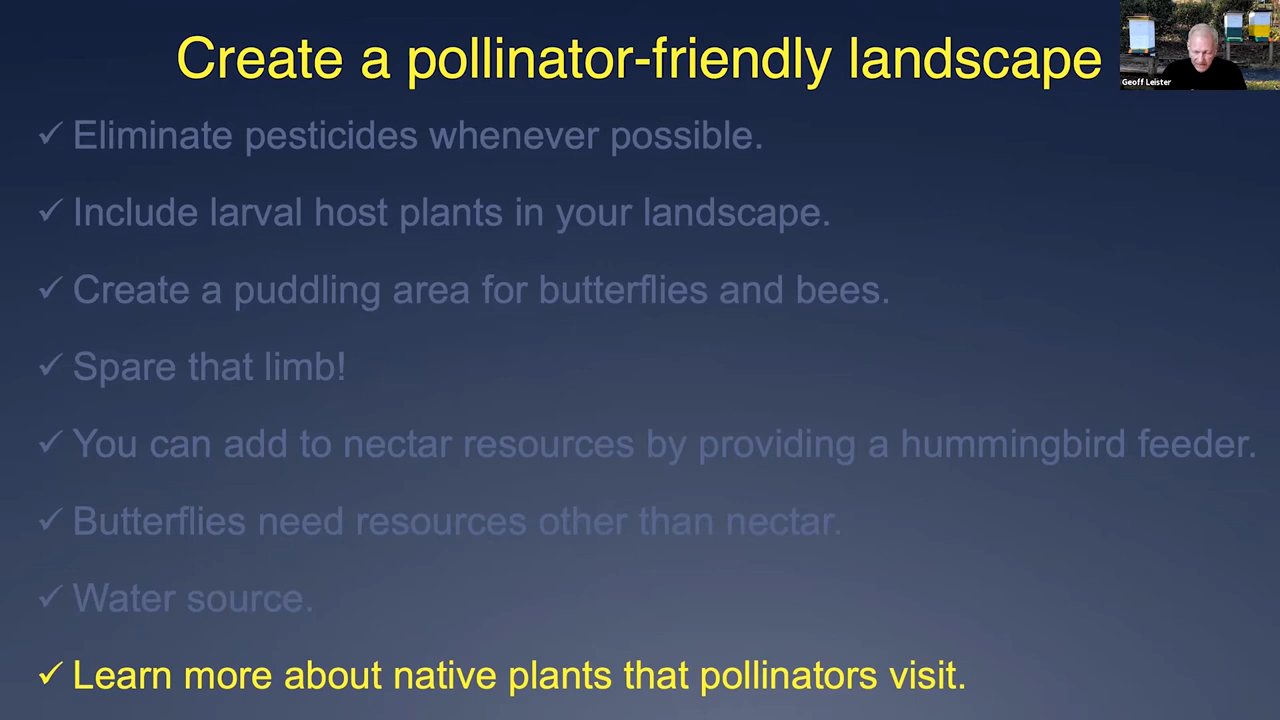 Create a pollinator-friendly landscape
Geoff Leister
✓ Eliminate pesticides whenever possible.
✓ Include larval host plants in your landscape.
✓ Create a puddling area for butterflies and bees.
✓ Spare that limb!
✓ You can add to nectar resources by providing a hummingbird feeder.
✓ Butterflies need resources other than nectar.
✓ Water source.
✓ Learn more about native plants that pollinators visit.